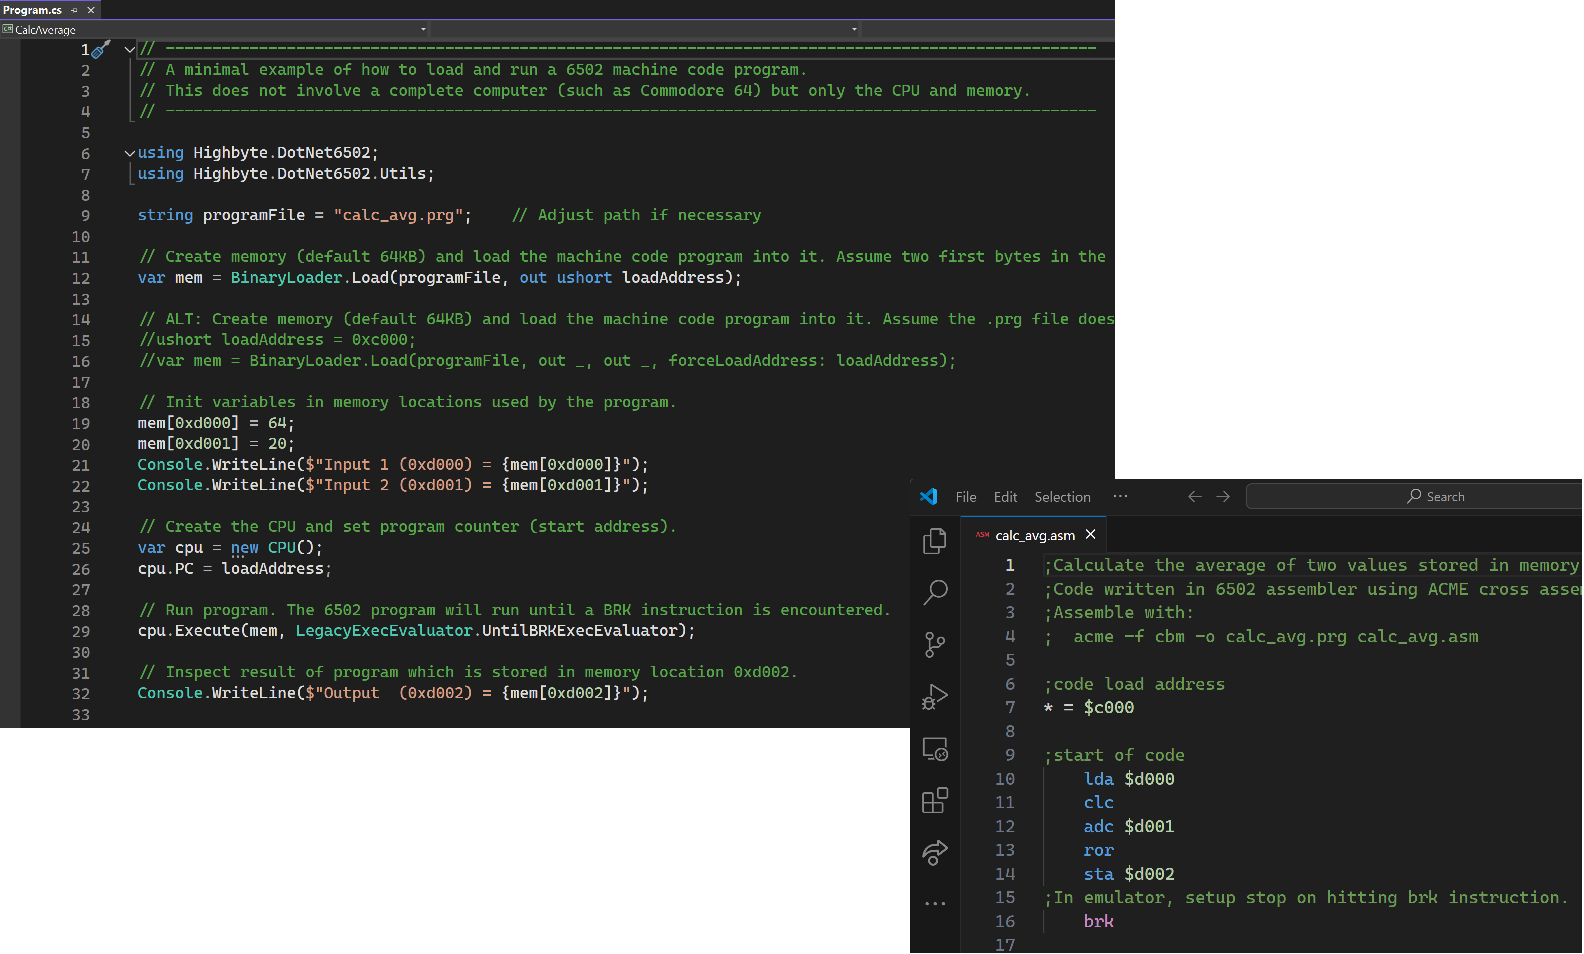 Program.cs
CalcAverage
1 // ----------------------------------------------------------------------------------------------------
2 // A minimal example of how to load and run a 6502 machine code program.
3 // This does not involve a complete computer (such as Commodore 64) but only the CPU and memory.
4 // ----------------------------------------------------------------------------------------------------
5
6 using Highbyte.DotNet6502;
7 using Highbyte.DotNet6502.Utils;
8
9 string programFile = "calc_avg.prg";    // Adjust path if necessary
10
11 // Create memory (default 64KB) and load the machine code program into it. Assume two first bytes in the
12 var mem = BinaryLoader.Load(programFile, out ushort loadAddress);
13
14 // ALT: Create memory (default 64KB) and load the machine code program into it. Assume the .prg file does
15 //ushort loadAddress = 0xc000;
16 //var mem = BinaryLoader.Load(programFile, out _, out _, forceLoadAddress: loadAddress);
17
18 // Init variables in memory locations used by the program.
19 mem[0xd000] = 64;
20 mem[0xd001] = 20;
21 Console.WriteLine($"Input 1 (0xd000) = {mem[0xd000]}");
22 Console.WriteLine($"Input 2 (0xd001) = {mem[0xd001]}");
23
24 // Create the CPU and set program counter (start address).
25 var cpu = new CPU();
26 cpu.PC = loadAddress;
27
28 // Run program. The 6502 program will run until a BRK instruction is encountered.
29 cpu.Execute(mem, LegacyExecEvaluator.UntilBRKExecEvaluator);
30
31 // Inspect result of program which is stored in memory location 0xd002.
32 Console.WriteLine($"Output  (0xd002) = {mem[0xd002]}");
33
File Edit Selection ··· Search
ASM calc_avg.asm
1 ;Calculate the average of two values stored in memory
2 ;Code written in 6502 assembler using ACME cross
3 ;Assemble with:
4 ;  acme -f cbm -o calc_avg.prg calc_avg.asm
5
6 ;code load address
7 * = $c000
8
9 ;start of code
10     lda $d000
11     clc
12     adc $d001
13     ror
14     sta $d002
15 ;In emulator, setup stop on hitting brk instruction.
16     brk
17